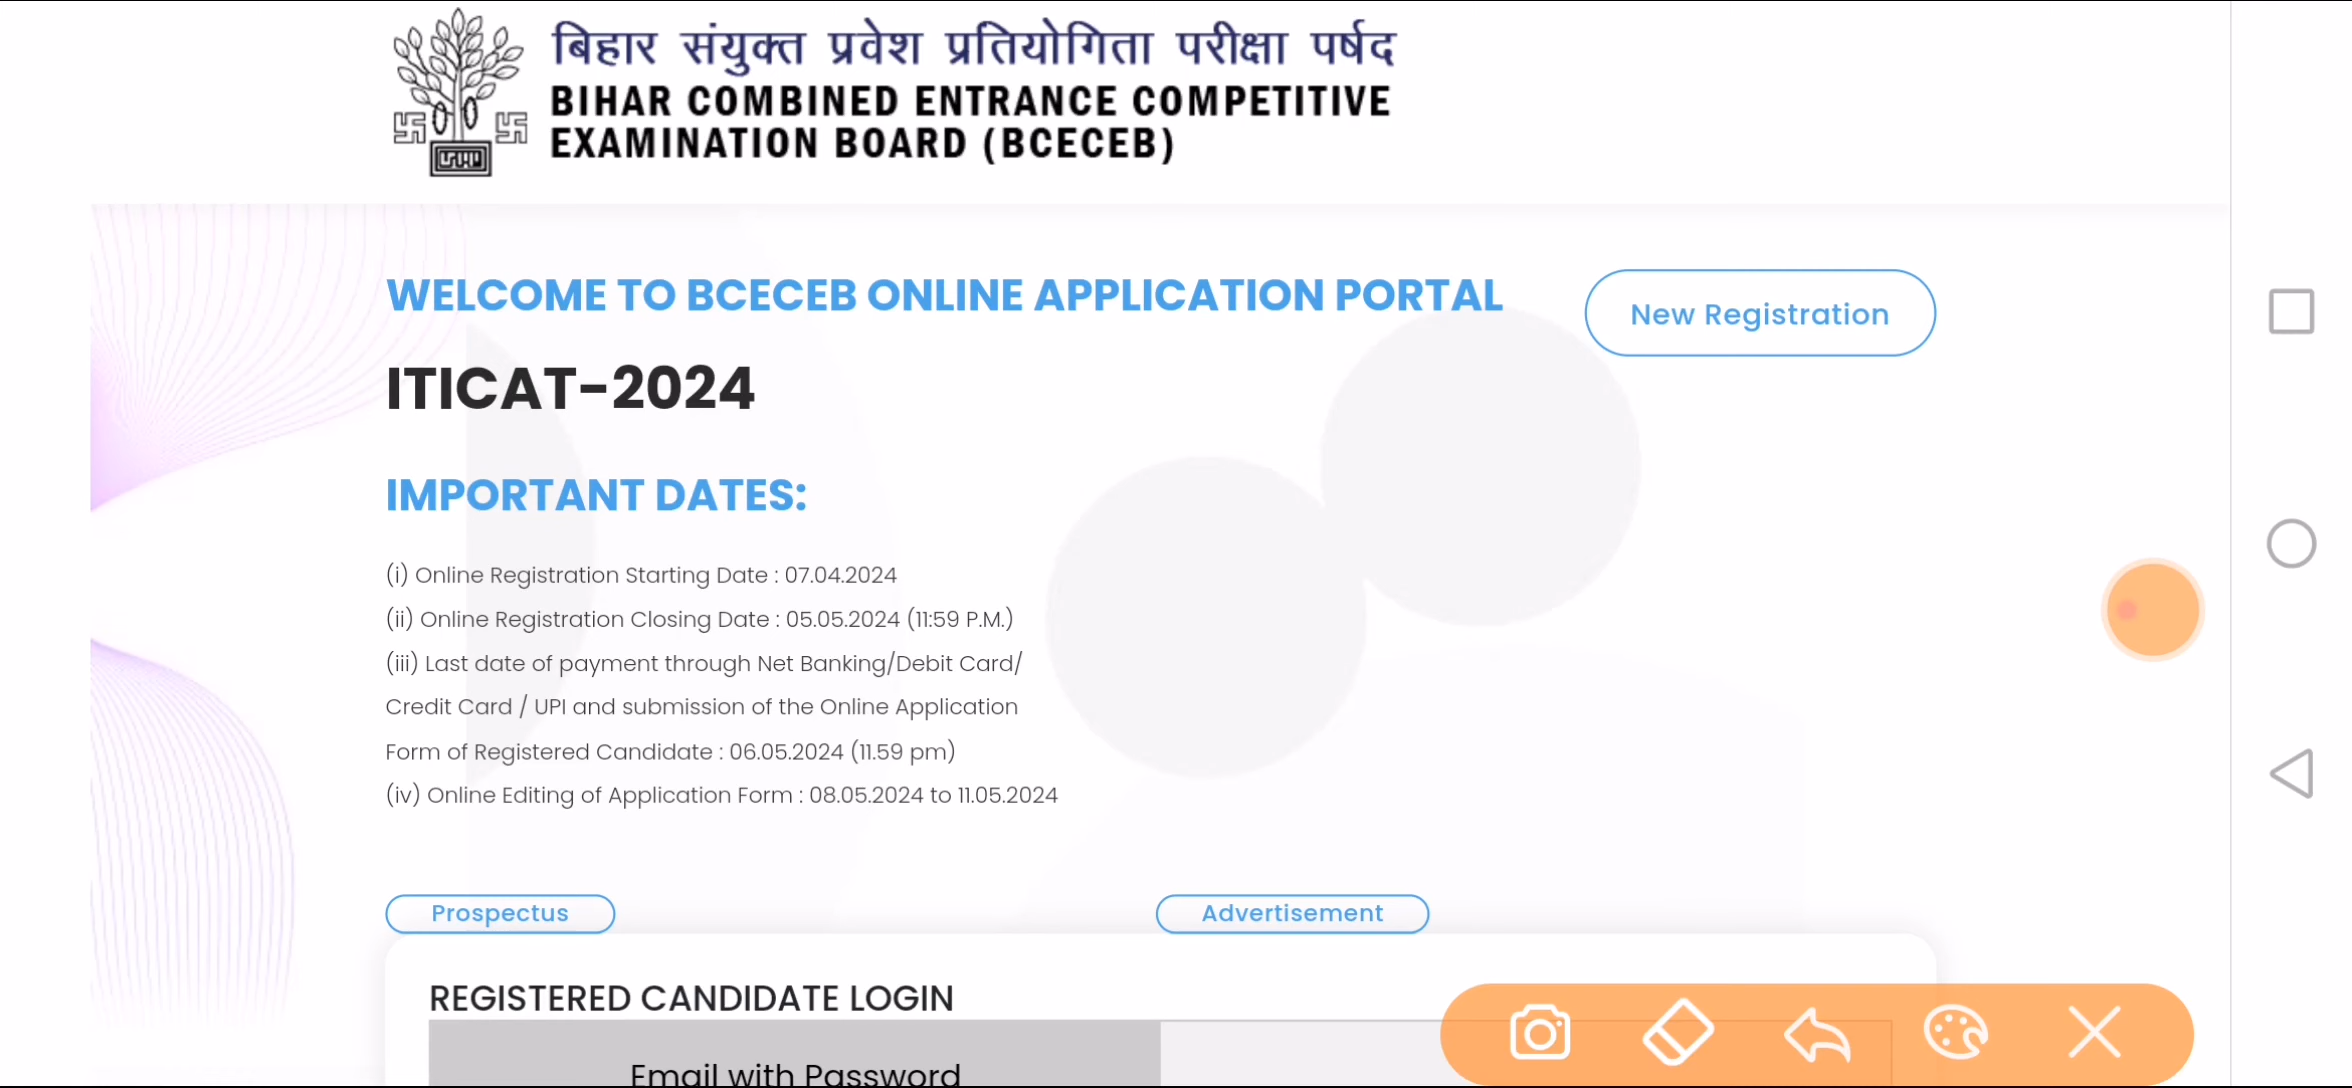 बिहार संयुक्त प्रवेश प्रतियोगिता परीक्षा पर्षद
BIHAR COMBINED ENTRANCE COMPETITIVE
EXAMINATION BOARD (BCECEB)
WELCOME TO BCECEB ONLINE APPLICATION PORTAL
New Registration
ITICAT-2024
IMPORTANT DATES:
(i) Online Registration Starting Date : 07.04.2024
(ii) Online Registration Closing Date : 05.05.2024 (11:59 P.M.)
(iii) Last date of payment through Net Banking/Debit Card/
Credit Card / UPI and submission of the Online Application
Form of Registered Candidate : 06.05.2024 (11.59 pm)
(iv) Online Editing of Application Form : 08.05.2024 to 11.05.2024
Prospectus
Advertisement
REGISTERED CANDIDATE LOGIN
Email with Password